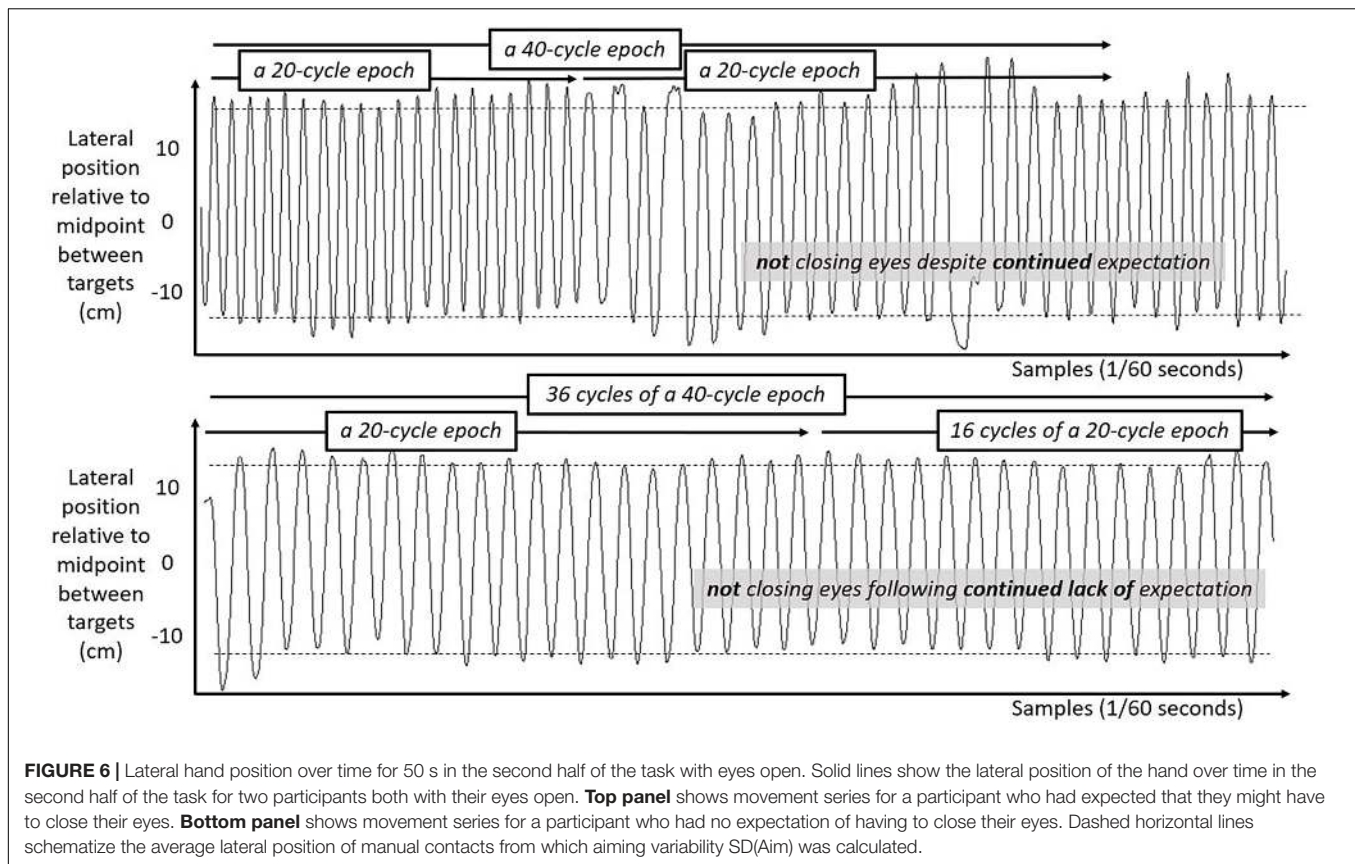 a 40-cycle epoch
a 20-cycle epoch
a 20-cycle epoch
Lateral
position
relative to
midpoint
between
targets
(cm)
10
0
-10
not closing eyes despite continued expectation
Samples (1/60 seconds)
36 cycles of a 40-cycle epoch
a 20-cycle epoch
16 cycles of a 20-cycle epoch
Lateral
position
relative to
midpoint
between
targets
(cm)
10
0
-10
not closing eyes following continued lack of expectation
Samples (1/60 seconds)
FIGURE 6 | Lateral hand position over time for 50 s in the second half of the task with eyes open. Solid lines show the lateral position of the hand over time in the
second half of the task for two participants both with their eyes open. Top panel shows movement series for a participant who had expected that they might have
to close their eyes. Bottom panel shows movement series for a participant who had no expectation of having to close their eyes. Dashed horizontal lines
schematize the average lateral position of manual contacts from which aiming variability SD(Aim) was calculated.